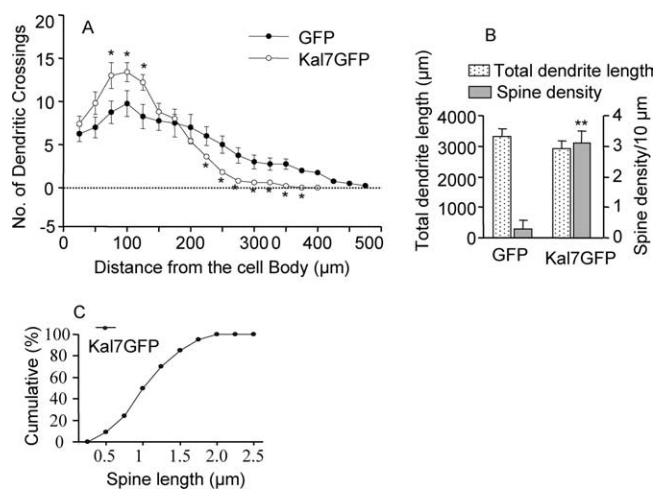 A
GFP
Kal7GFP
No. of Dendritic Crossings
20
15
10
5
0
-5
* * *
* * * * * * *
0 100 200 300 400 500
Distance from the cell Body (µm)
B
Total dendrite length
Spine density
Total dendrite length (µm)
4000
3000
2000
1000
0
**
4
3
2
1
0
Spine density/10 µm
GFP Kal7GFP
C
Kal7GFP
Cumulative (%)
100
80
60
40
20
0
0.5 1 1.5 2.0 2.5
Spine length (µm)